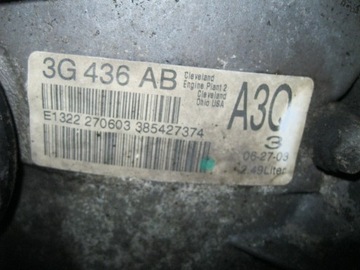 3G 436 AB
Cleveland
Engine Plant 2
Cleveland
Ohio USA
A3Q
E1322 270603 385427374
3
06-27-03
2.49Liter